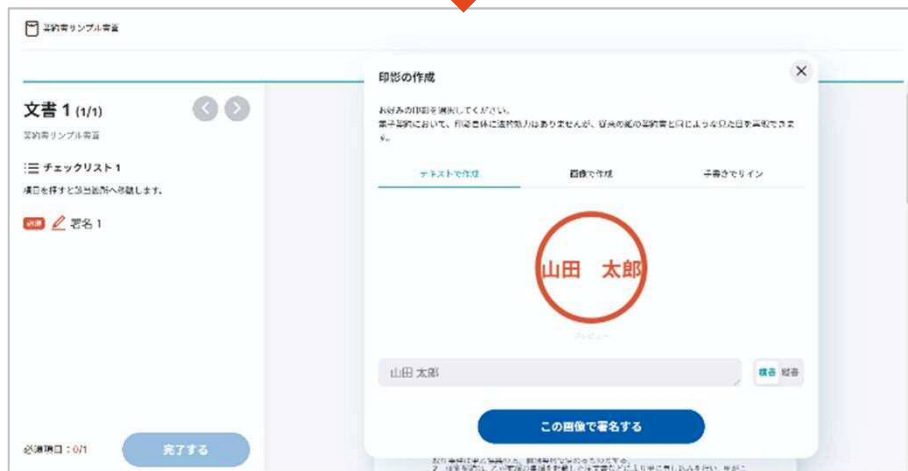 契約書サンプル書面
文書 1 (1/1)
契約書サンプル書面
チェックリスト 1
項目を押すと該当箇所へ移動します。
必須 署名 1
必須項目：0/1
完了する
印影の作成
お好みの印影を選択してください。
電子契約において、印影自体に法的効力はありませんが、従来の紙の契約書と同じような見た目を再現できます。
テキストで作成 画像で作成 手書きでサイン
山田 太郎
プレビュー
山田 太郎
横書 縦書
この画像で署名する